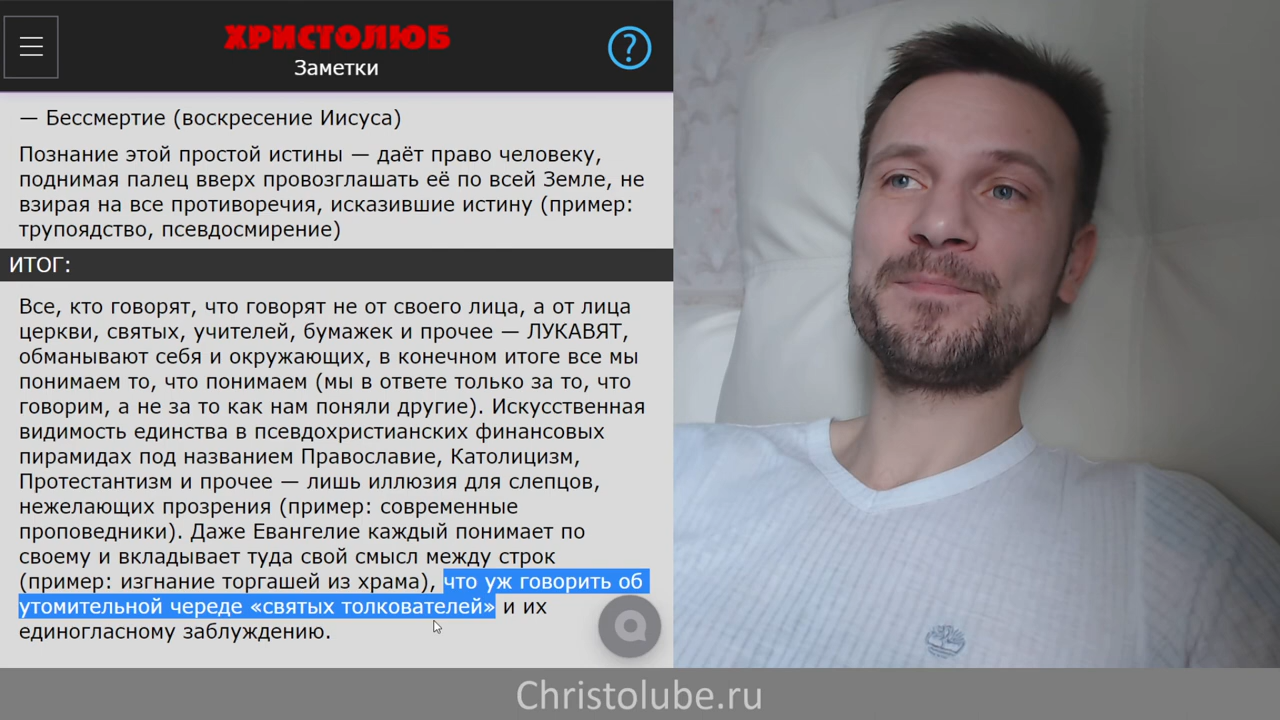 ХРИСТОЛЮБ
Заметки
?
— Бессмертие (воскресение Иисуса)
Познание этой простой истины — даёт право человеку,
поднимая палец вверх провозглашать её по всей Земле, не
взирая на все противоречия, исказившие истину (пример:
трупоядство, псевдосмирение)
ИТОГ:
Все, кто говорят, что говорят не от своего лица, а от лица
церкви, святых, учителей, бумажек и прочее — ЛУКАВЯТ,
обманывают себя и окружающих, в конечном итоге все мы
понимаем то, что понимаем (мы в ответе только за то, что
говорим, а не за то как нам поняли другие). Искусственная
видимость единства в псевдохристианских финансовых
пирамидах под названием Православие, Католицизм,
Протестантизм и прочее — лишь иллюзия для слепцов,
нежелающих прозрения (пример: современные
проповедники). Даже Евангелие каждый понимает по
своему и вкладывает туда свой смысл между строк
(пример: изгнание торгашей из храма), что уж говорить об
утомительной череде «святых толкователей» и их
единогласному заблуждению.
Christolube.ru